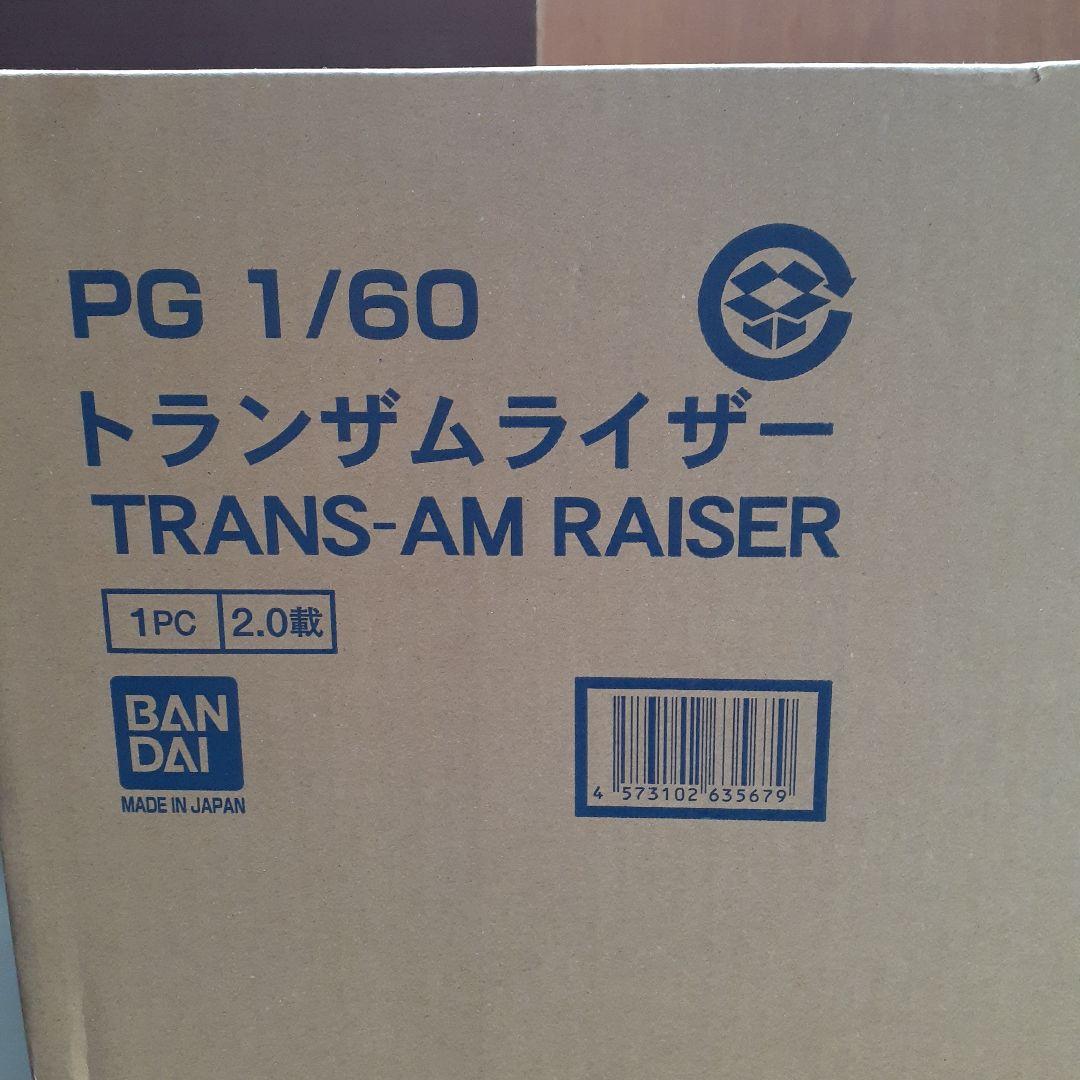 PG 1/60
トランザムライザー
TRANS-AM RAISER
1PC 2.0載
BAN
DAI
MADE IN JAPAN
4 573102 635679